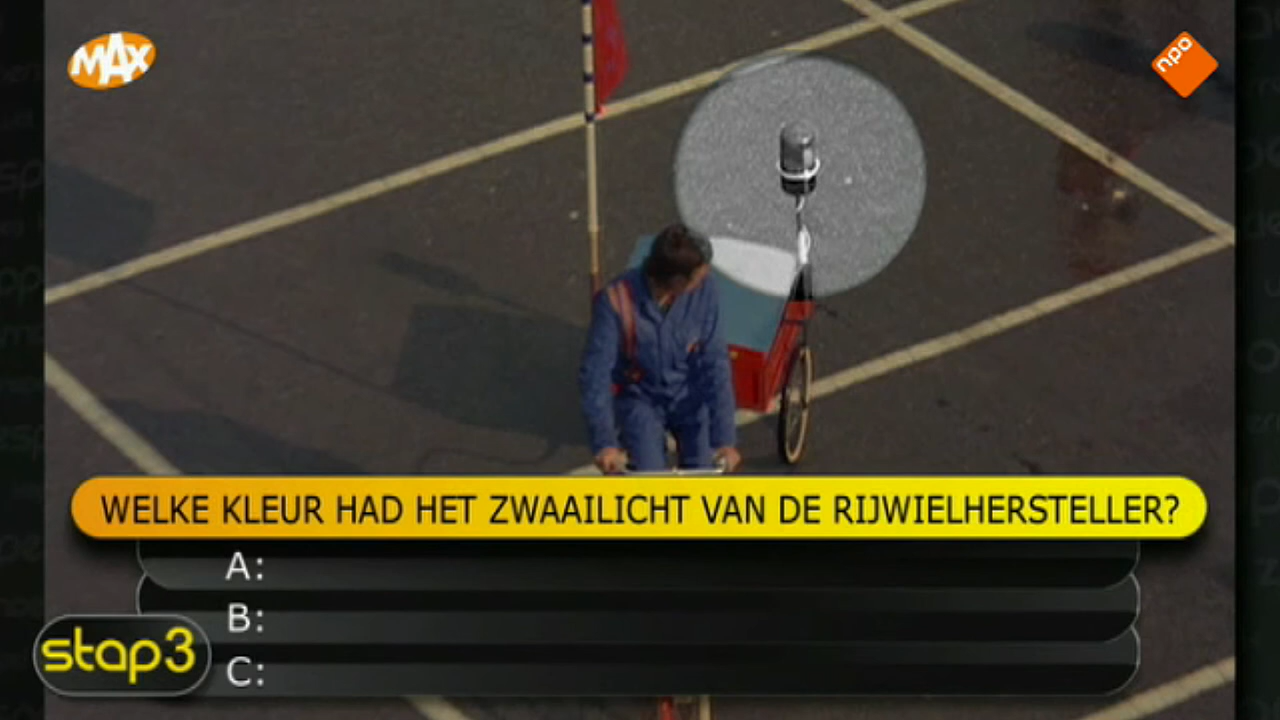 MAX
npo
WELKE KLEUR HAD HET ZWAAILICHT VAN DE RIJWIELHERSTELLER?
A:
B:
C:
stap3